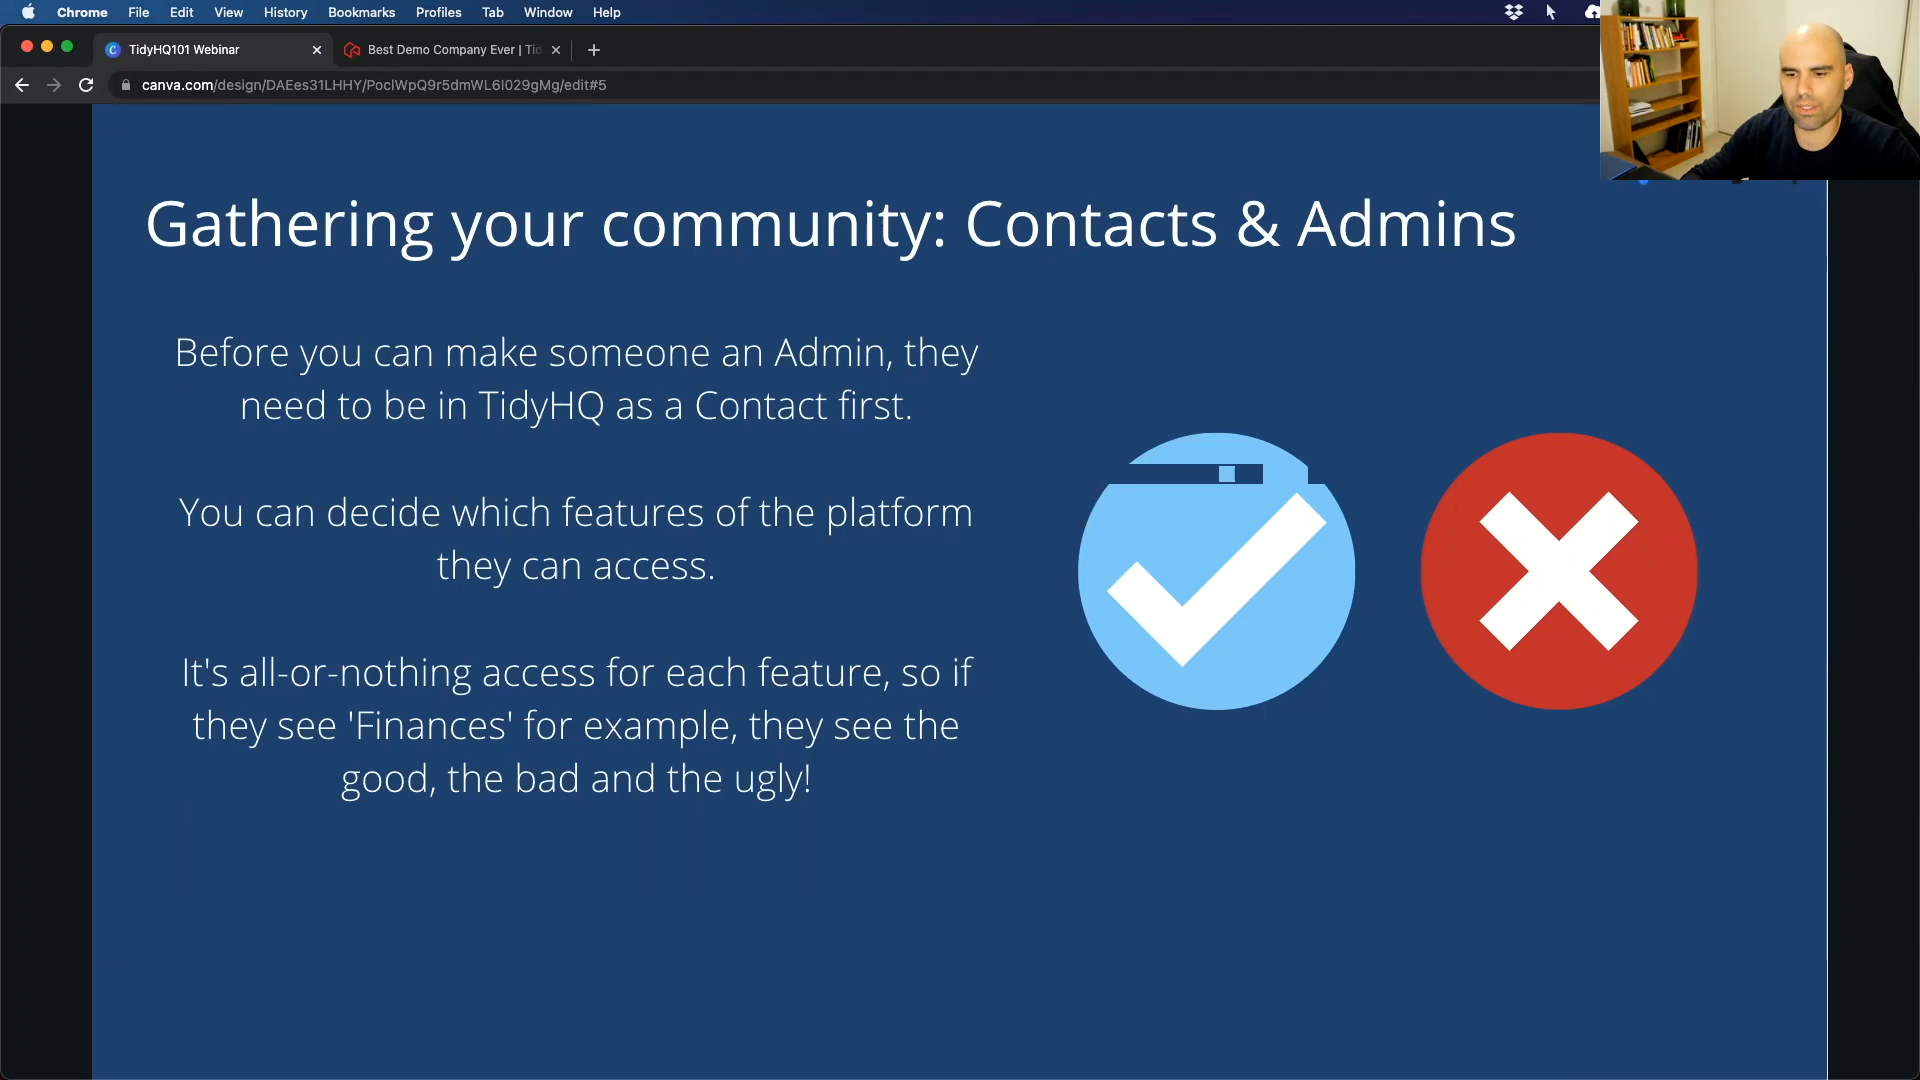 Chrome File Edit View History Bookmarks Profiles Tab Window Help
TidyHQ101 Webinar
Best Demo Company Ever | Tid
canva.com/design/DAEes31LHHY/PoclWpQ9r5dmWL6I029gMg/edit#5
Gathering your community: Contacts & Admins
Before you can make someone an Admin, they
need to be in TidyHQ as a Contact first.
You can decide which features of the platform
they can access.
It's all-or-nothing access for each feature, so if
they see 'Finances' for example, they see the
good, the bad and the ugly!